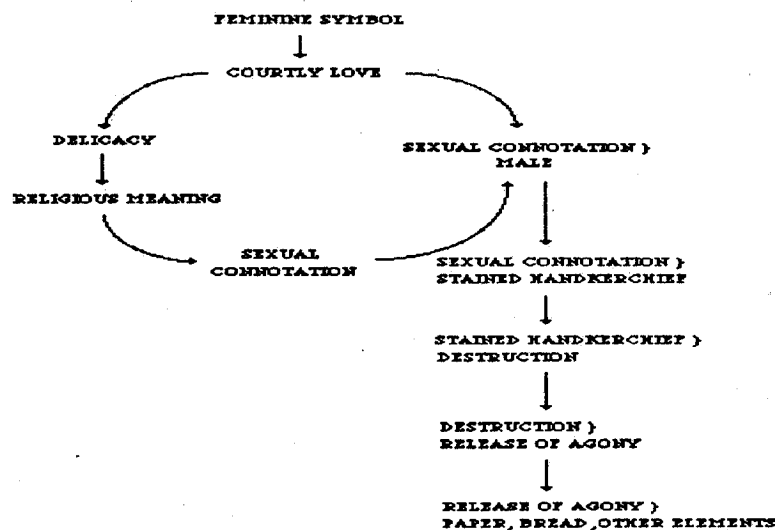 FEMININE SYMBOL
COURTLY LOVE
DELICACY
SEXUAL CONNOTATION }
MALE
RELIGIOUS MEANING
SEXUAL
CONNOTATION
SEXUAL CONNOTATION }
STAINED HANDKERCHIEF
STAINED HANDKERCHIEF }
DESTRUCTION
DESTRUCTION }
RELEASE OF AGONY
RELEASE OF AGONY }
PAPER, BREAD ,OTHER ELEMENTS